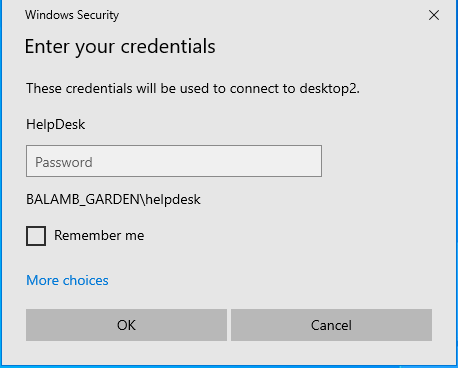 Windows Security
Enter your credentials
These credentials will be used to connect to desktop2.
HelpDesk
Password
BALAMB_GARDEN\helpdesk
Remember me
More choices
OK
Cancel